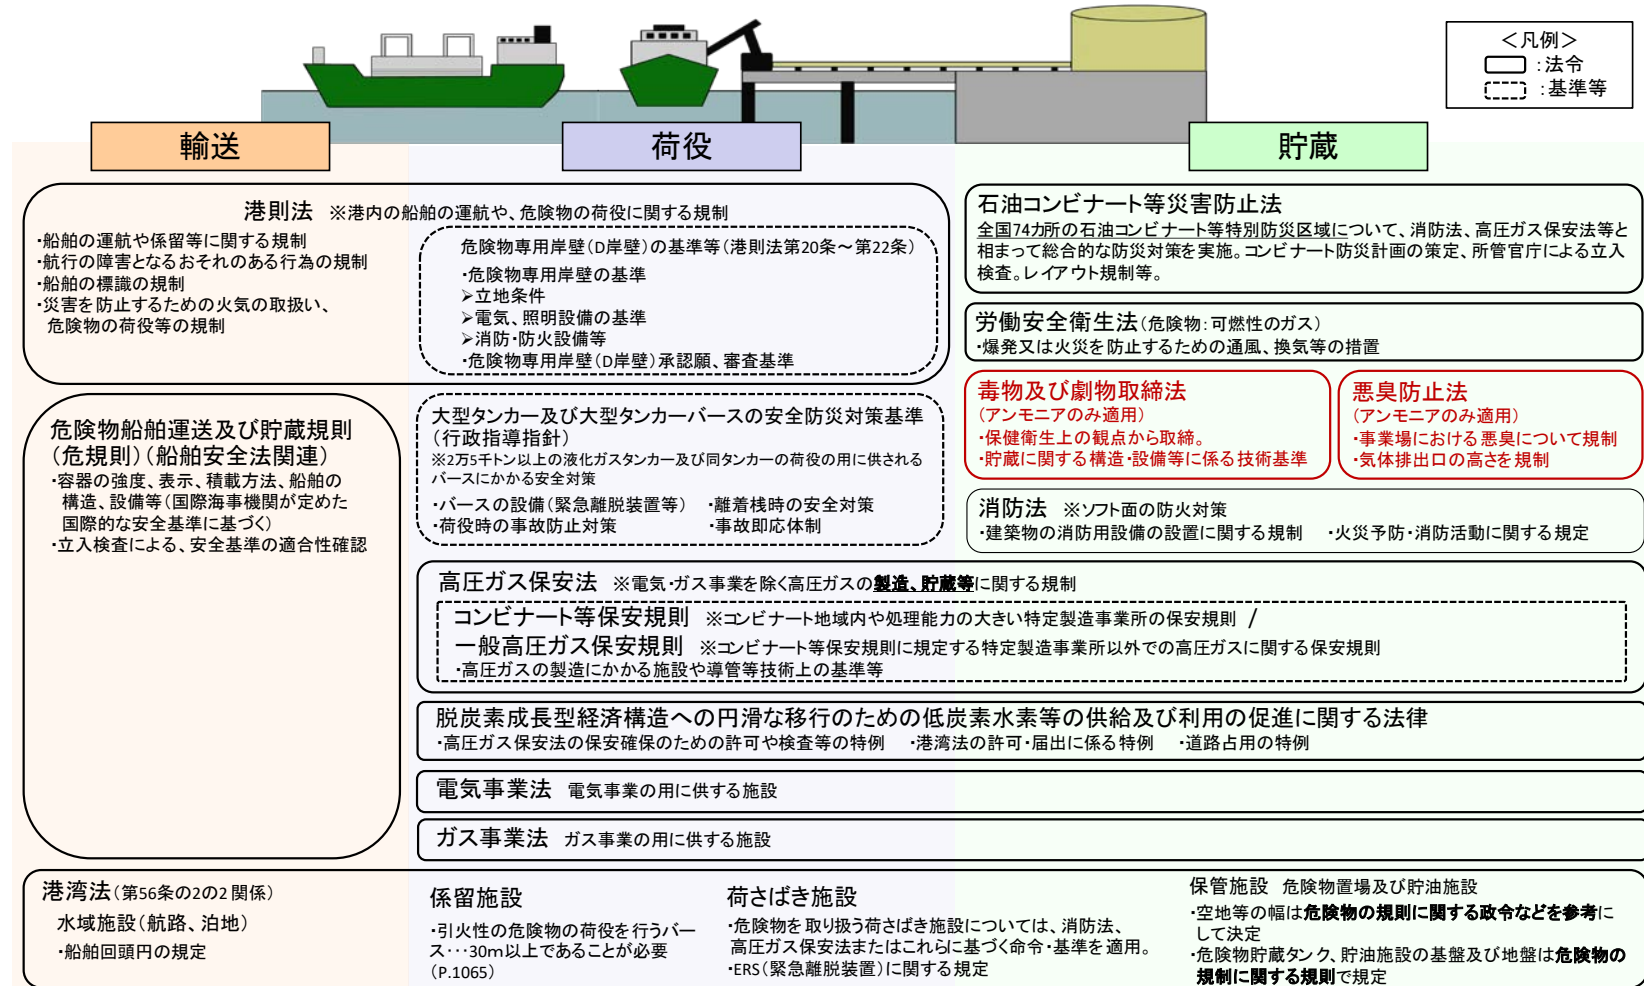 ＜凡例＞
：法令
：基準等
輸送
荷役
貯蔵
港則法　※港内の船舶の運航や、危険物の荷役に関する規制
・船舶の運航や係留等に関する規制
・航行の障害となるおそれのある行為の規制
・船舶の標識の規制
・災害を防止するための火気の取扱い、
危険物の荷役等の規制
危険物専用岸壁（D岸壁）の基準等（港則法第20条～第22条）
・危険物専用岸壁の基準
➢立地条件
➢電気、照明設備の基準
➢消防・防火設備等
・危険物専用岸壁（D岸壁）承認願、審査基準
石油コンビナート等災害防止法
全国74カ所の石油コンビナート等特別防災区域について、消防法、高圧ガス保安法等と
相まって総合的な防災対策を実施。コンビナート防災計画の策定、所管官庁による立入
検査。レイアウト規制等。
労働安全衛生法（危険物：可燃性のガス）
・爆発又は火災を防止するための通風、換気等の措置
毒物及び劇物取締法
（アンモニアのみ適用）
・保健衛生上の観点から取締。
・貯蔵に関する構造・設備等に係る技術基準
悪臭防止法
（アンモニアのみ適用）
・事業場における悪臭について規制
・気体排出口の高さを規制
消防法　※ソフト面の防火対策
・建築物の消防用設備の設置に関する規制　・火災予防・消防活動に関する規定
危険物船舶運送及び貯蔵規則
（危規則）（船舶安全法関連）
・容器の強度、表示、積載方法、船舶の
構造、設備等（国際海事機関が定めた
国際的な安全基準に基づく）
・立入検査による、安全基準の適合性確認
大型タンカー及び大型タンカーバースの安全防災対策基準
（行政指導指針）
※2万5千トン以上の液化ガスタンカー及び同タンカーの荷役の用に供される
バースにかかる安全対策
・バースの設備（緊急離脱装置等）　・離着桟時の安全対策
・荷役時の事故防止対策　・事故即応体制
高圧ガス保安法　※電気・ガス事業を除く高圧ガスの製造、貯蔵等に関する規制
コンビナート等保安規則　※コンビナート地域内や処理能力の大きい特定製造事業所の保安規則　/
一般高圧ガス保安規則　※コンビナート等保安規則に規定する特定製造事業所以外での高圧ガスに関する保安規則
・高圧ガスの製造にかかる施設や導管等技術上の基準等
脱炭素成長型経済構造への円滑な移行のための低炭素水素等の供給及び利用の促進に関する法律
・高圧ガス保安法の保安確保のための許可や検査等の特例　・港湾法の許可・届出に係る特例　・道路占用の特例
電気事業法　電気事業の用に供する施設
ガス事業法　ガス事業の用に供する施設
港湾法（第56条の2の2 関係）
水域施設（航路、泊地）
・船舶回頭円の規定
係留施設
・引火性の危険物の荷役を行うバー
ス・・・30m以上であることが必要
（P.1065）
荷さばき施設
・危険物を取り扱う荷さばき施設については、消防法、
高圧ガス保安法またはこれらに基づく命令・基準を適用。
・ERS（緊急離脱装置）に関する規定
保管施設　危険物置場及び貯油施設
・空地等の幅は危険物の規則に関する政令などを参考に
して決定
・危険物貯蔵タンク、貯油施設の基盤及び地盤は危険物の
規制に関する規則で規定